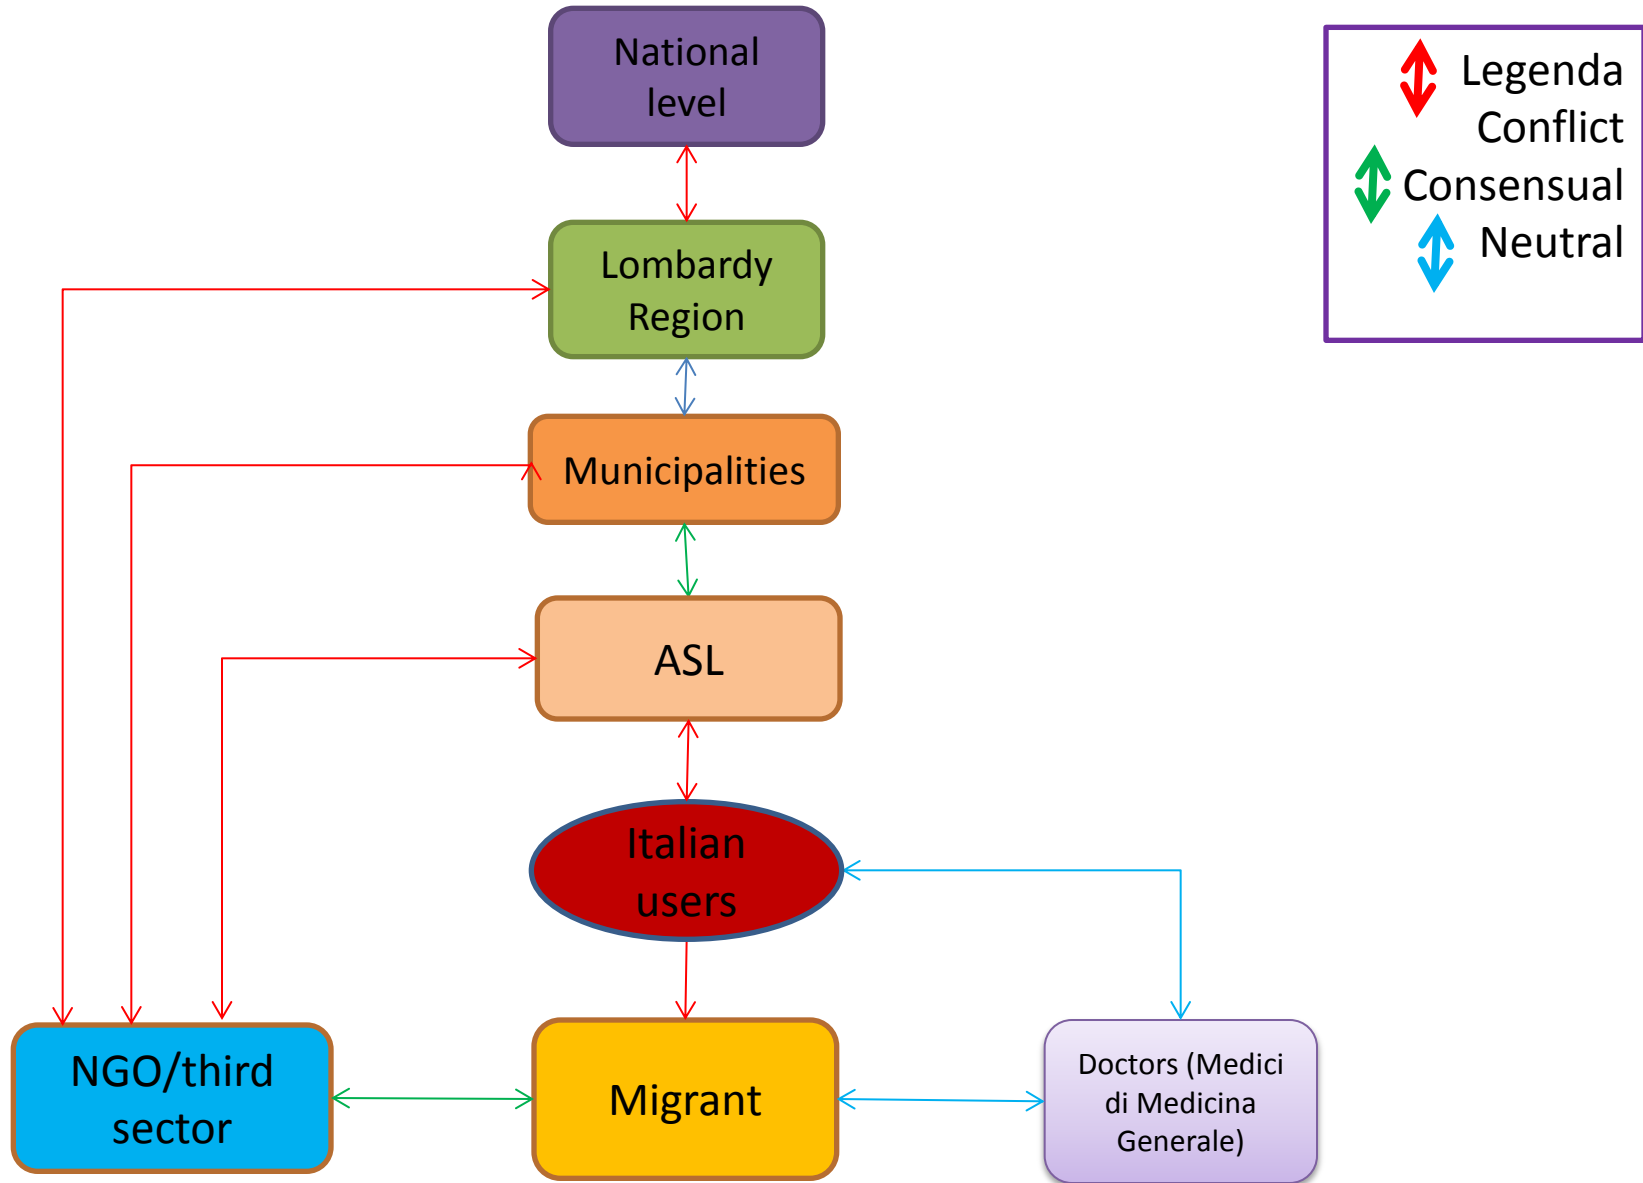 National
level
Legenda
Conflict
Consensual
Neutral
Lombardy
Region
Municipalities
ASL
Italian
users
NGO/third
sector
Migrant
Doctors (Medici
di Medicina
Generale)